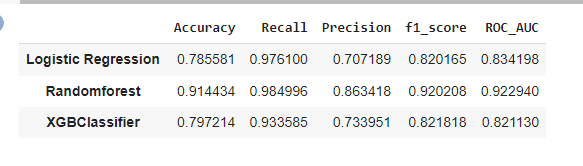 Accuracy Recall Precision f1_score ROC_AUC
Logistic Regression 0.785581 0.976100 0.707189 0.820165 0.834198
Randomforest 0.914434 0.984996 0.863418 0.920208 0.922940
XGBClassifier 0.797214 0.933585 0.733951 0.821818 0.821130